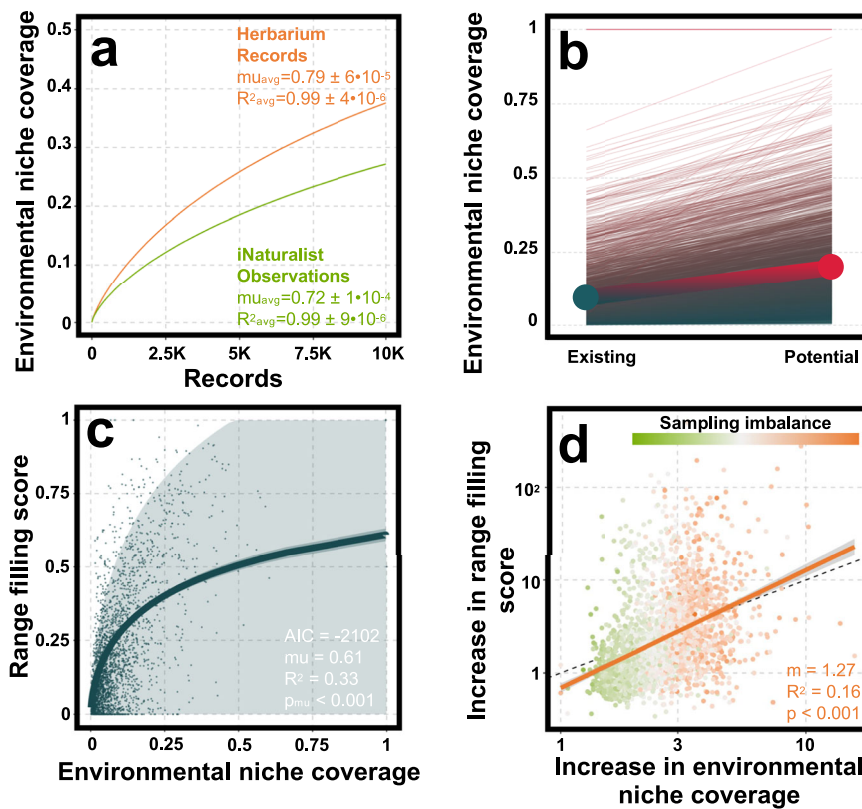 a
Environmental niche coverage
0.5
0.4
0.3
0.2
0.1
0
Herbarium
Records
muavg=0.79 ± 6•10-5
R2avg=0.99 ± 4•10-6
iNaturalist
Observations
muavg=0.72 ± 1•10-4
R2avg=0.99 ± 9•10-6
0 2.5K 5K 7.5K 10K
Records
b
Environmental niche coverage
1
0.75
0.5
0.25
0
Existing Potential
c
Range filling score
1
0.75
0.5
0.25
0
AIC = -2102
mu = 0.61
R2 = 0.33
pmu < 0.001
0 0.25 0.5 0.75 1
Environmental niche coverage
d
Sampling imbalance
Increase in range filling
score
10²
10
1
m = 1.27
R2 = 0.16
p < 0.001
1 3 10
Increase in environmental
niche coverage